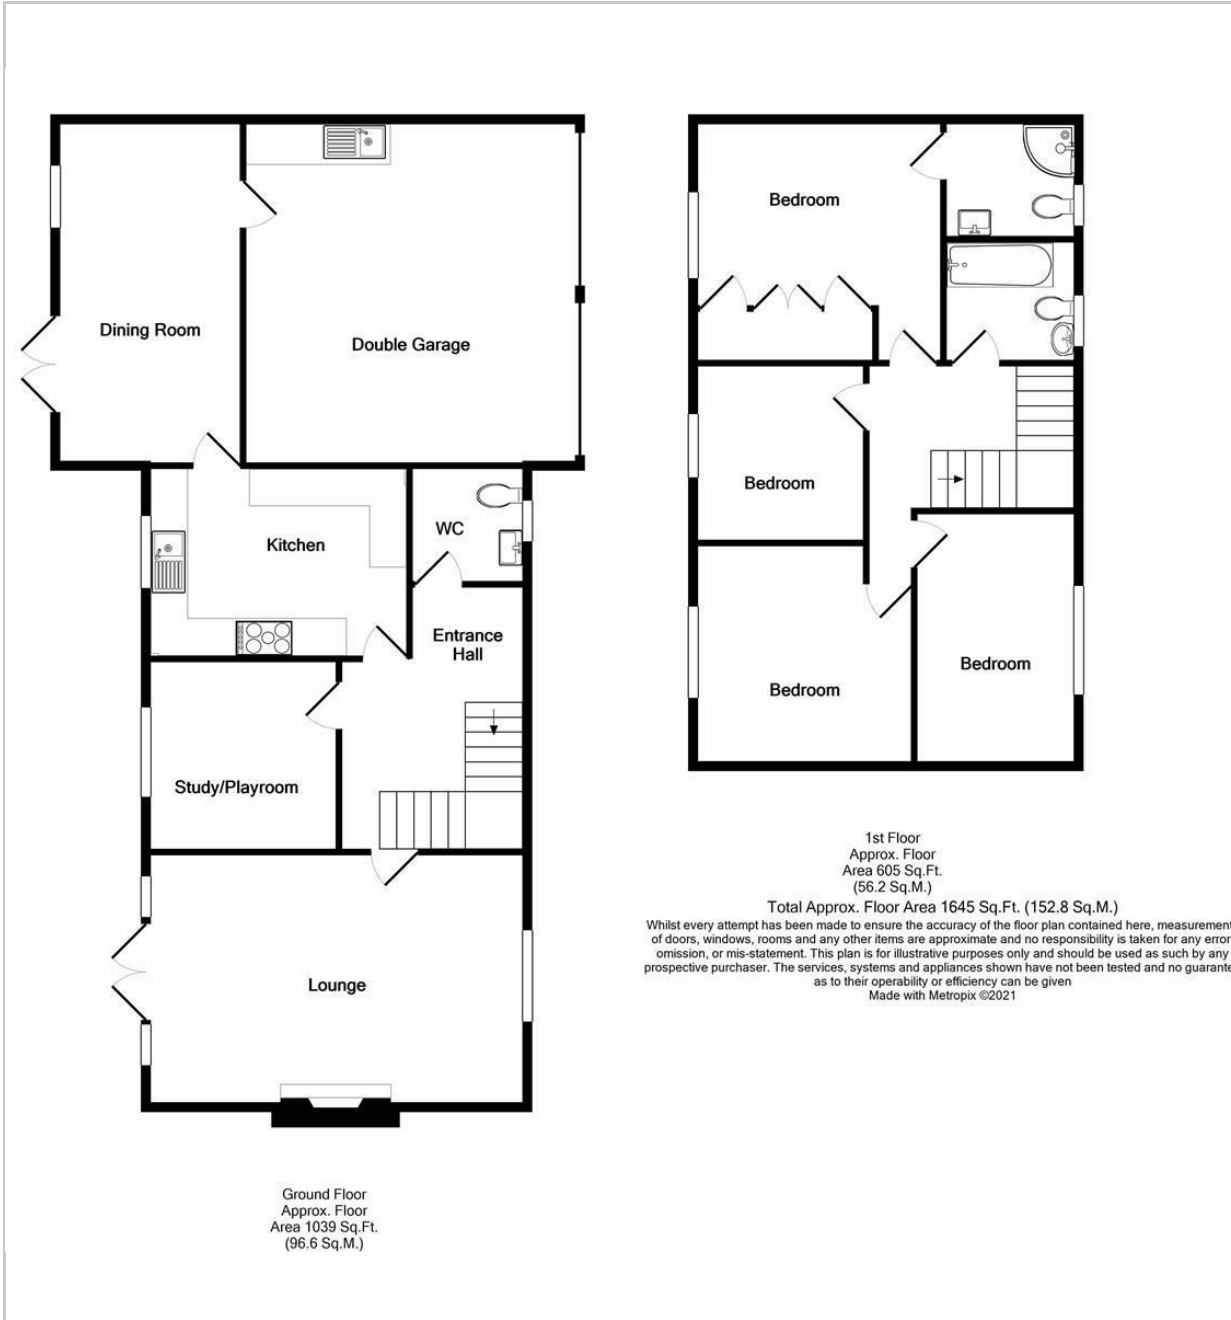 Dining Room
Double Garage
Kitchen
WC
Entrance
Hall
Study/Playroom
Lounge
Ground Floor
Approx. Floor
Area 1039 Sq.Ft.
(96.6 Sq.M.)
Bedroom
Bedroom
Bedroom
Bedroom
1st Floor
Approx. Floor
Area 605 Sq.Ft.
(56.2 Sq.M.)
Total Approx. Floor Area 1645 Sq.Ft. (152.8 Sq.M.)
Whilst every attempt has been made to ensure the accuracy of the floor plan contained here, measurement
of doors, windows, rooms and any other items are approximate and no responsibility is taken for any error
omission, or mis-statement. This plan is for illustrative purposes only and should be used as such by any
prospective purchaser. The services, systems and appliances shown have not been tested and no guarante
as to their operability or efficiency can be given
Made with Metropix ©2021